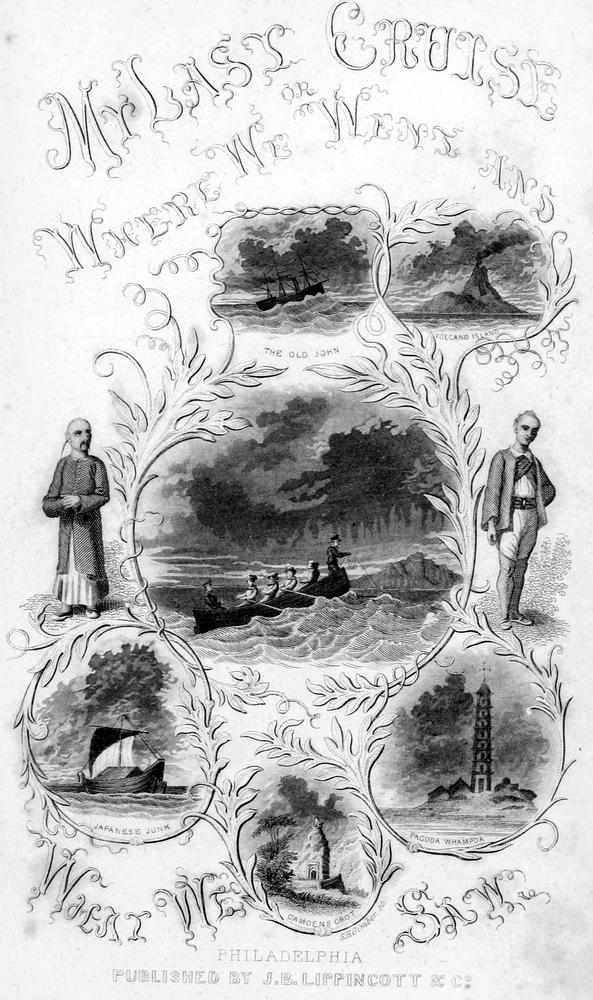 MY LAST CRUISE
OR
WHERE WE WENT AND
THE OLD JOHN
VOLCANO ISLAND
JAPANESE JUNK
PAGODA WHAMPOA
CAMOENS GROT
WHAT WE SAW
PHILADELPHIA
PUBLISHED BY J.B. LIPPINCOTT & Co